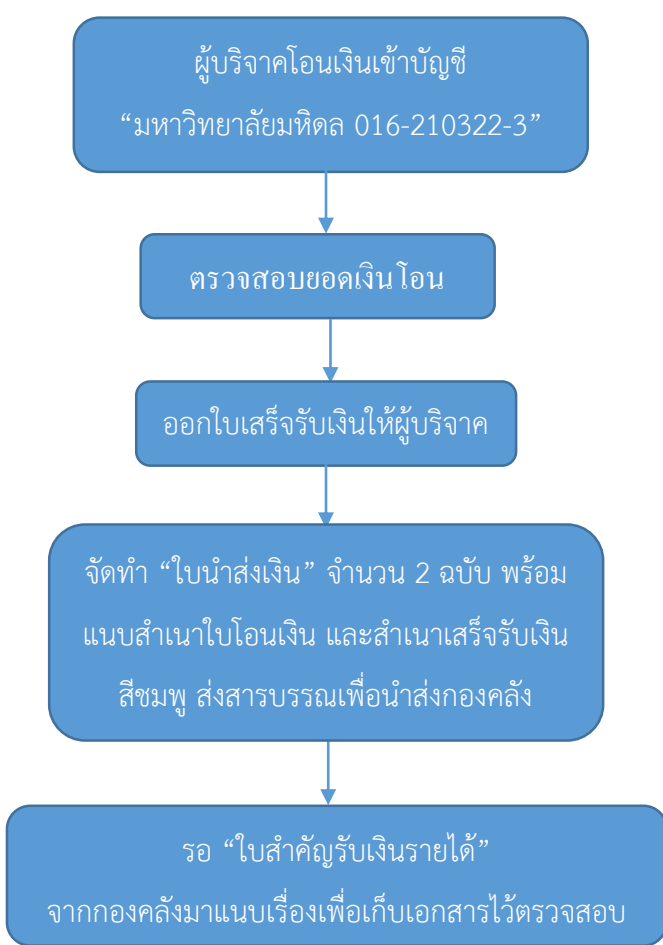 ผู้บริจาคโอนเงินเข้าบัญชี
“มหาวิทยาลัยมหิดล 016-210322-3”
ตรวจสอบยอดเงินโอน
ออกใบเสร็จรับเงินให้ผู้บริจาค
จัดทำ “ใบนำส่งเงิน” จำนวน 2 ฉบับ พร้อม
แนบสำเนาใบโอนเงิน และสำเนาเสร็จรับเงิน
สีชมพู ส่งสารบรรณเพื่อนำส่งกองคลัง
รอ “ใบสำคัญรับเงินรายได้”
จากกองคลังมาแนบเรื่องเพื่อเก็บเอกสารไว้ตรวจสอบ